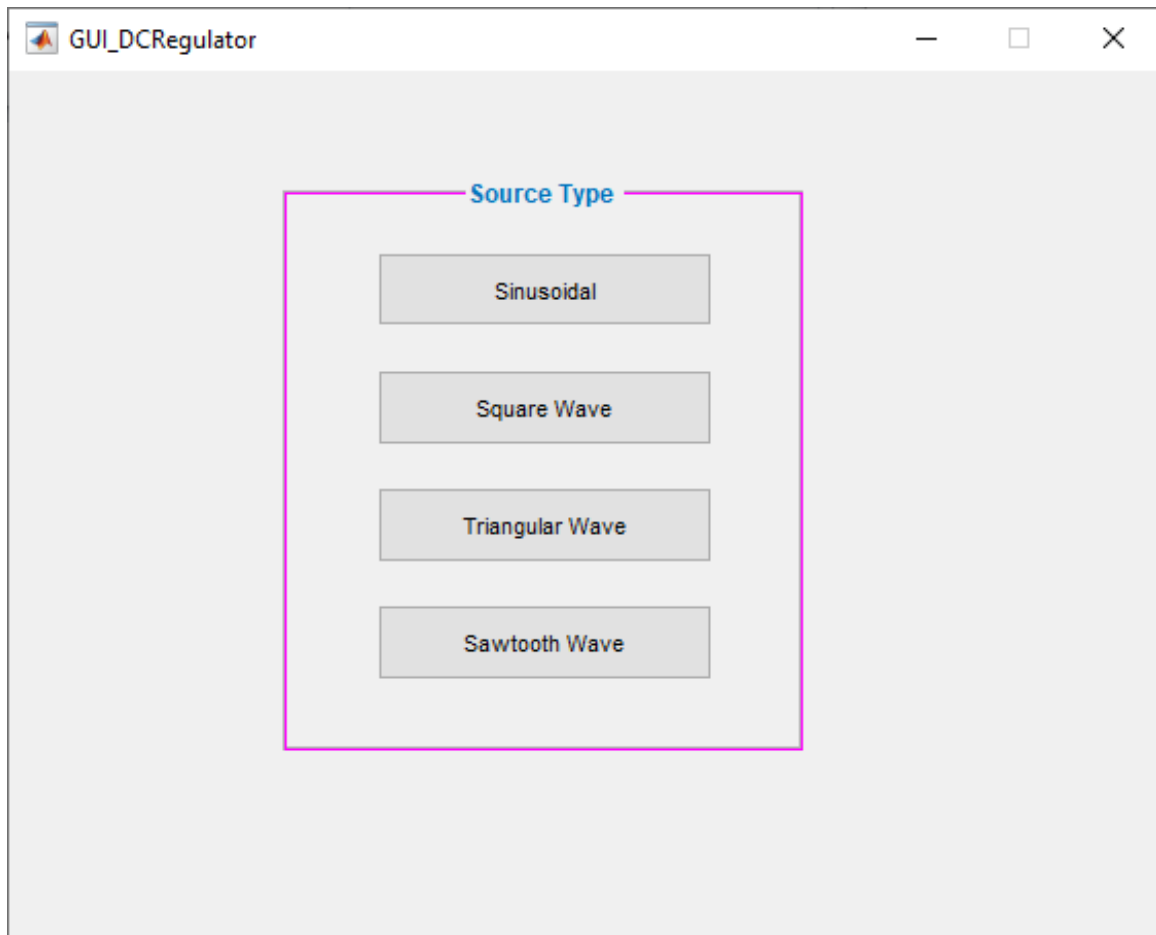 GUI_DCRegulator
Source Type
Sinusoidal
Square Wave
Triangular Wave
Sawtooth Wave